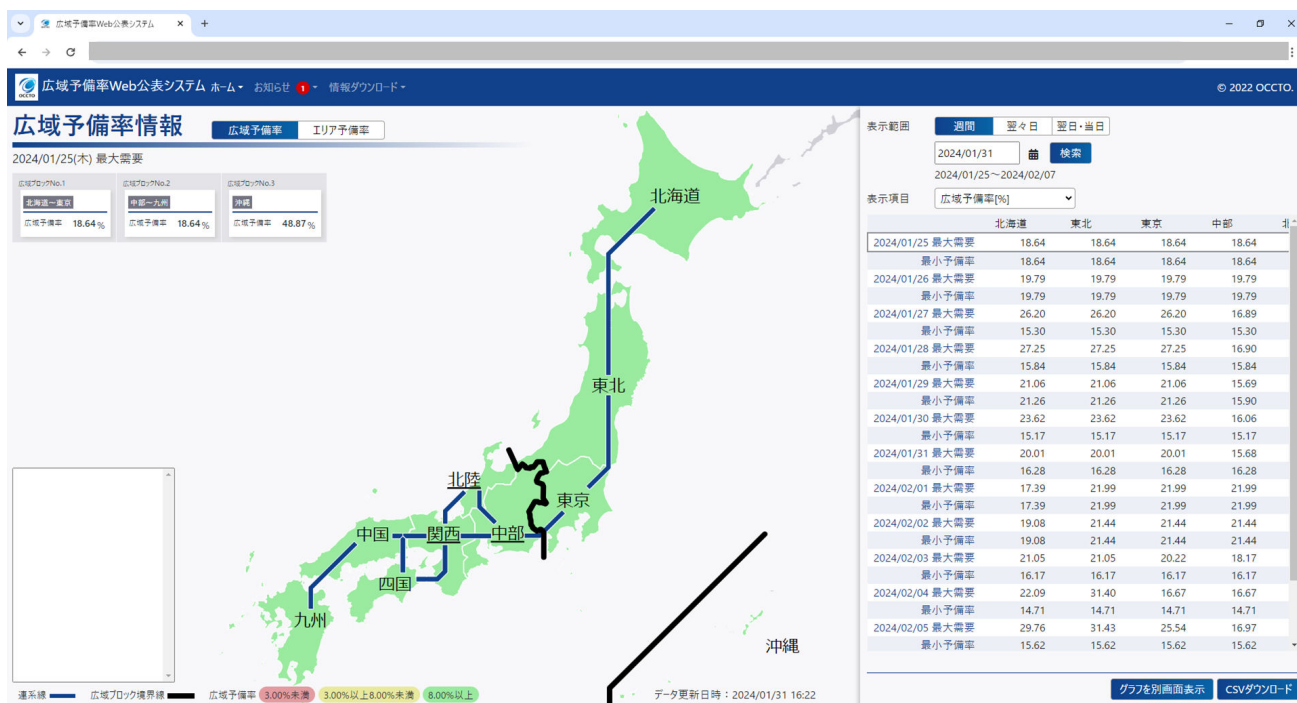 広域予備率Web公表システム
OCCTO 広域予備率Web公表システム ホーム お知らせ 1 情報ダウンロード © 2022 OCCTO.
広域予備率情報 広域予備率 エリア予備率
2024/01/25(木) 最大需要
広域ブロックNo.1 広域ブロックNo.2 広域ブロックNo.3
北海道～東京 中部～九州 沖縄
広域予備率 18.64% 広域予備率 18.64% 広域予備率 48.87%
北海道
東北
北陸
東京
中国 関西 中部
四国
九州
沖縄
連系線 広域ブロック境界線 広域予備率 3.00%未満 3.00%以上8.00%未満 8.00%以上 データ更新日時：2024/01/31 16:22
表示範囲 週間 翌々日 翌日・当日
2024/01/31 検索
2024/01/25～2024/02/07
表示項目 広域予備率[%]
北海道 東北 東京 中部
2024/01/25 最大需要 18.64 18.64 18.64 18.64
最小予備率 18.64 18.64 18.64 18.64
2024/01/26 最大需要 19.79 19.79 19.79 19.79
最小予備率 19.79 19.79 19.79 19.79
2024/01/27 最大需要 26.20 26.20 26.20 16.89
最小予備率 15.30 15.30 15.30 15.30
2024/01/28 最大需要 27.25 27.25 27.25 16.90
最小予備率 15.84 15.84 15.84 15.84
2024/01/29 最大需要 21.06 21.06 21.06 15.69
最小予備率 21.26 21.26 21.26 15.90
2024/01/30 最大需要 23.62 23.62 23.62 16.06
最小予備率 15.17 15.17 15.17 15.17
2024/01/31 最大需要 20.01 20.01 20.01 15.68
最小予備率 16.28 16.28 16.28 16.28
2024/02/01 最大需要 17.39 21.99 21.99 21.99
最小予備率 17.39 21.99 21.99 21.99
2024/02/02 最大需要 19.08 21.44 21.44 21.44
最小予備率 19.08 21.44 21.44 21.44
2024/02/03 最大需要 21.05 21.05 20.22 18.17
最小予備率 16.17 16.17 16.17 16.17
2024/02/04 最大需要 22.09 31.40 16.67 16.67
最小予備率 14.71 14.71 14.71 14.71
2024/02/05 最大需要 29.76 31.43 25.54 16.97
最小予備率 15.62 15.62 15.62 15.62
グラフを別画面表示 CSVダウンロード